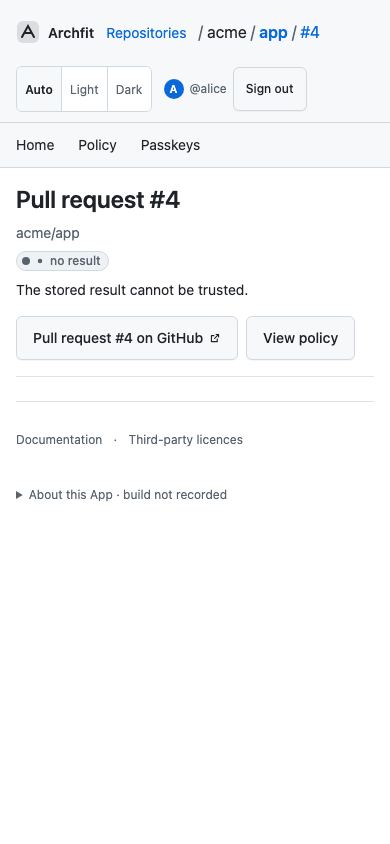 Archfit Repositories / acme / app / #4
Auto Light Dark A @alice Sign out
Home Policy Passkeys
Pull request #4
acme/app
no result
The stored result cannot be trusted.
Pull request #4 on GitHub View policy
Documentation · Third-party licences
About this App · build not recorded